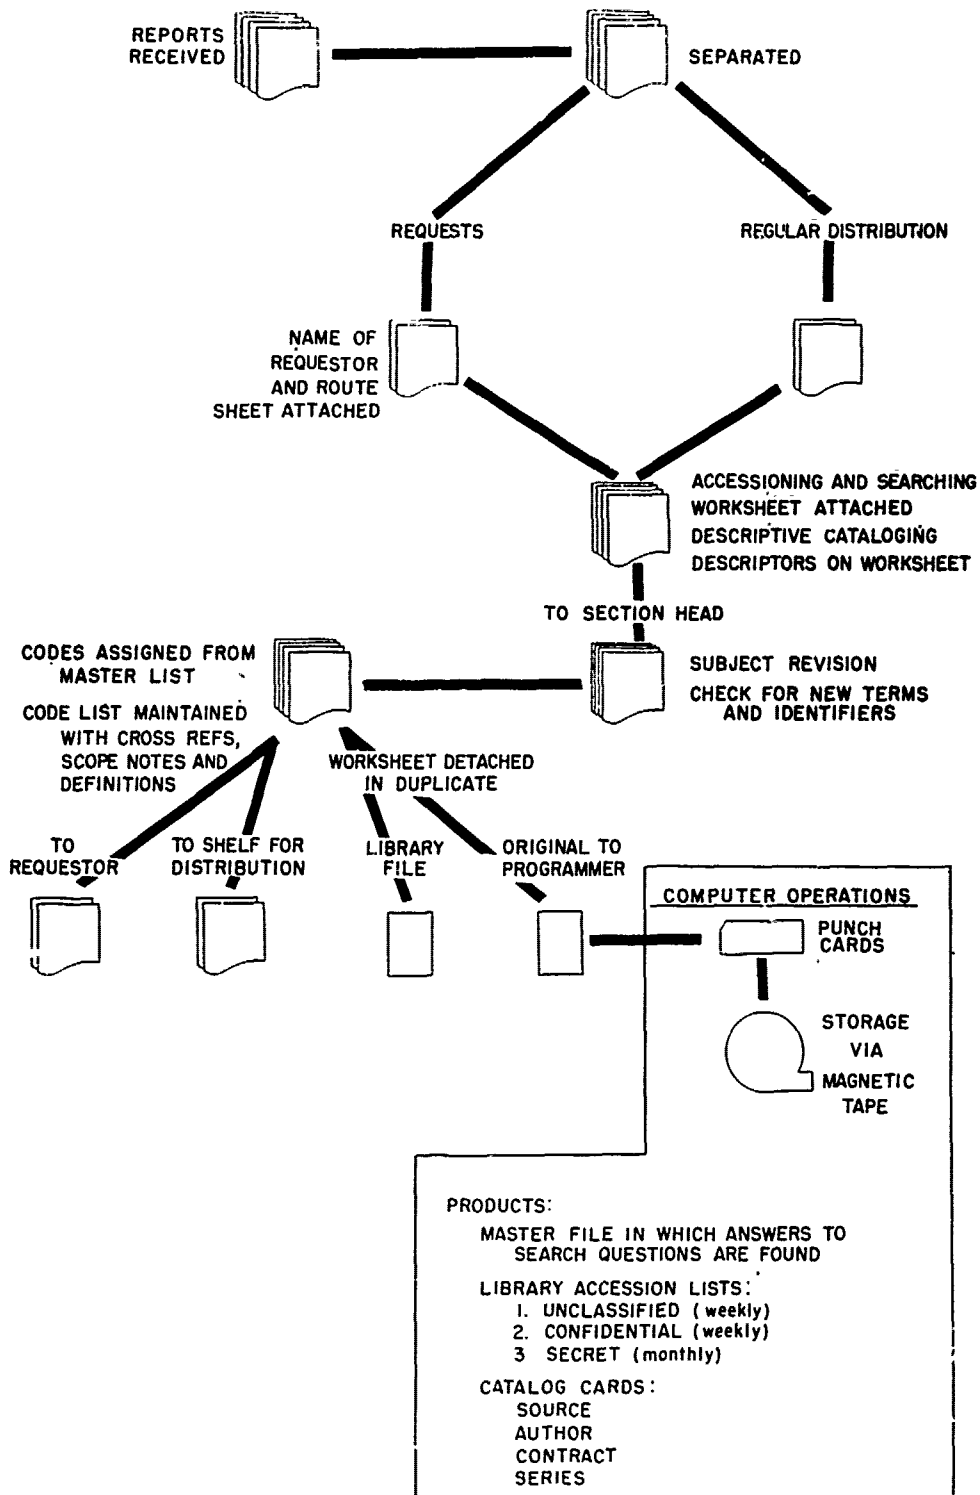 REPORTS
RECEIVED
SEPARATED
REQUESTS
REGULAR DISTRIBUTION
NAME OF
REQUESTOR
AND ROUTE
SHEET ATTACHED
ACCESSIONING AND SEARCHING
WORKSHEET ATTACHED
DESCRIPTIVE CATALOGING
DESCRIPTORS ON WORKSHEET
TO SECTION HEAD
SUBJECT REVISION
CHECK FOR NEW TERMS
AND IDENTIFIERS
CODES ASSIGNED FROM
MASTER LIST
CODE LIST MAINTAINED
WITH CROSS REFS,
SCOPE NOTES AND
DEFINITIONS
WORKSHEET DETACHED
IN DUPLICATE
TO
REQUESTOR
TO SHELF FOR
DISTRIBUTION
LIBRARY
FILE
ORIGINAL TO
PROGRAMMER
COMPUTER OPERATIONS
PUNCH
CARDS
STORAGE
VIA
MAGNETIC
TAPE
PRODUCTS:
MASTER FILE IN WHICH ANSWERS TO
SEARCH QUESTIONS ARE FOUND
LIBRARY ACCESSION LISTS:
1. UNCLASSIFIED (weekly)
2. CONFIDENTIAL (weekly)
3 SECRET (monthly)
CATALOG CARDS:
SOURCE
AUTHOR
CONTRACT
SERIES